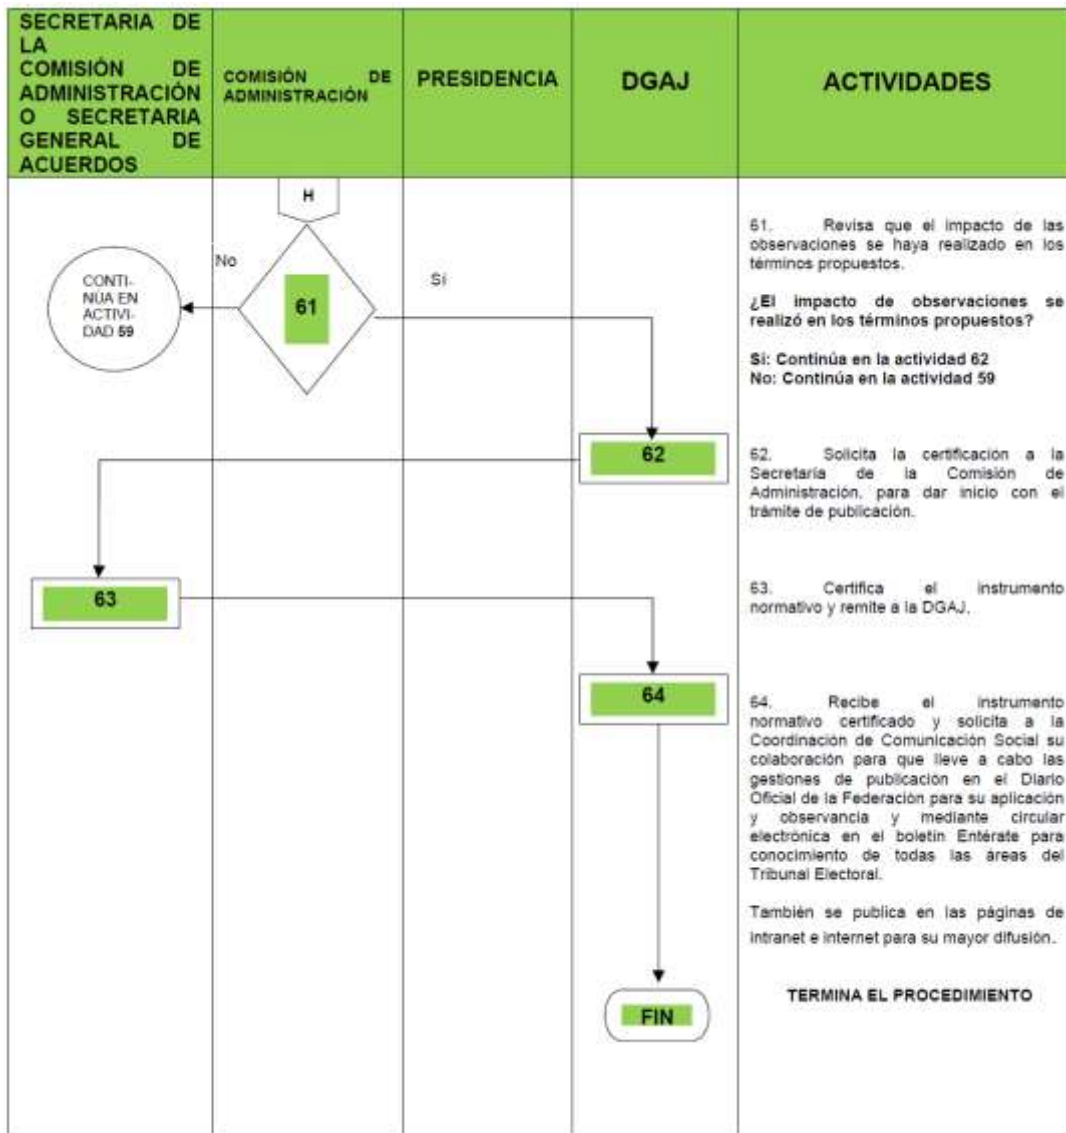 SECRETARIA DE
LA
COMISIÓN DE
ADMINISTRACIÓN
O SECRETARIA
GENERAL DE
ACUERDOS
COMISIÓN DE
ADMINISTRACIÓN
PRESIDENCIA
DGAJ
ACTIVIDADES
H
No
Sí
CONTI-
NÚA EN
ACTIVI-
DAD 59
61
61. Revisa que el impacto de las
observaciones se haya realizado en los
términos propuestos.
¿El impacto de observaciones se
realizó en los términos propuestos?
Sí: Continúa en la actividad 62
No: Continúa en la actividad 59
62
62. Solicita la certificación a la
Secretaría de la Comisión de
Administración, para dar inicio con el
trámite de publicación.
63
63. Certifica el instrumento
normativo y remite a la DGAJ.
64
64. Recibe el instrumento
normativo certificado y solicita a la
Coordinación de Comunicación Social su
colaboración para que lleve a cabo las
gestiones de publicación en el Diario
Oficial de la Federación para su aplicación
y observancia y mediante circular
electrónica en el boletín Entérate para
conocimiento de todas las áreas del
Tribunal Electoral.
También se publica en las páginas de
intranet e internet para su mayor difusión.
TERMINA EL PROCEDIMIENTO
FIN